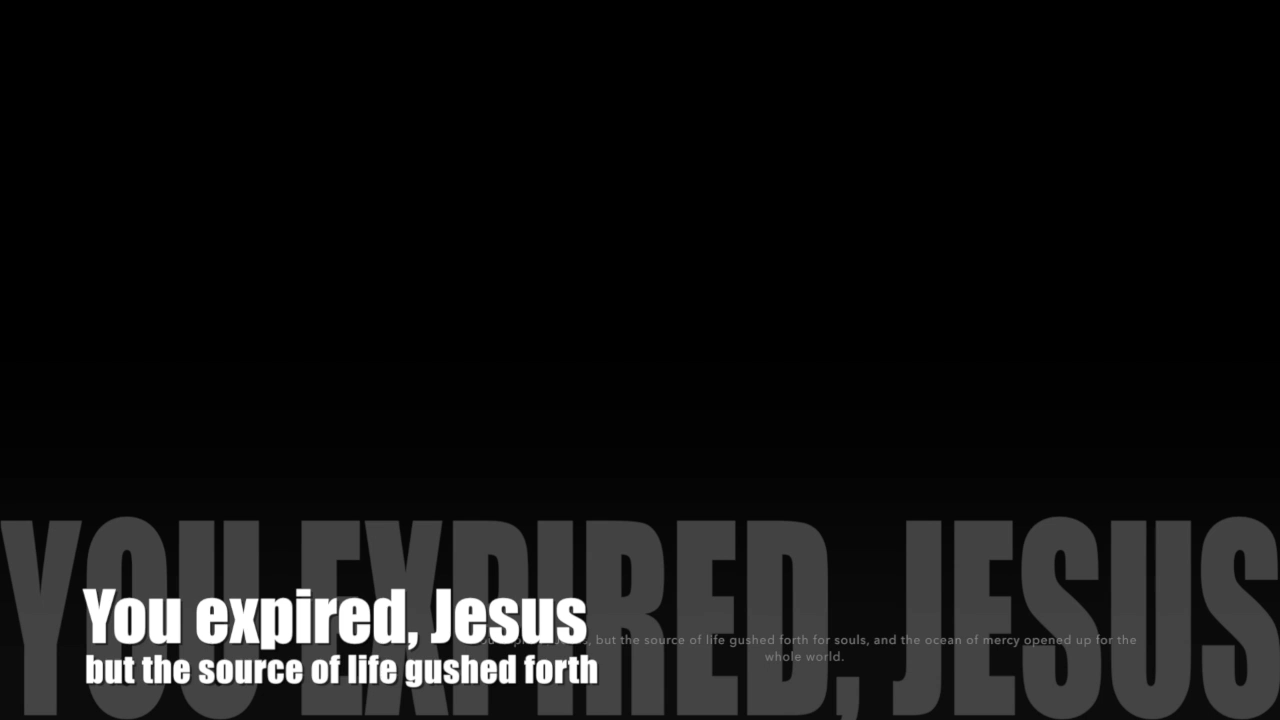 YOU EXPIRED, JESUS
You expired, Jesus
but the source of life gushed forth
, but the source of life gushed forth for souls, and the ocean of mercy opened up for the
whole world.